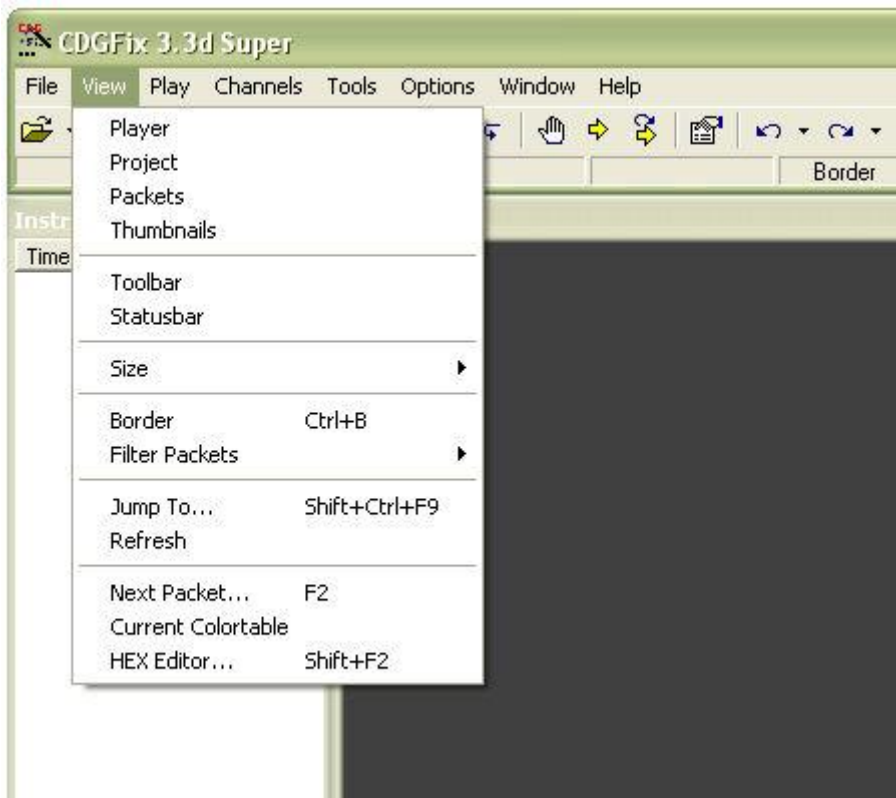 CDGFix 3.3d Super
File View Play Channels Tools Options Window Help
Border
Instr
Time
Player
Project
Packets
Thumbnails
Toolbar
Statusbar
Size
Border Ctrl+B
Filter Packets
Jump To... Shift+Ctrl+F9
Refresh
Next Packet... F2
Current Colortable
HEX Editor... Shift+F2